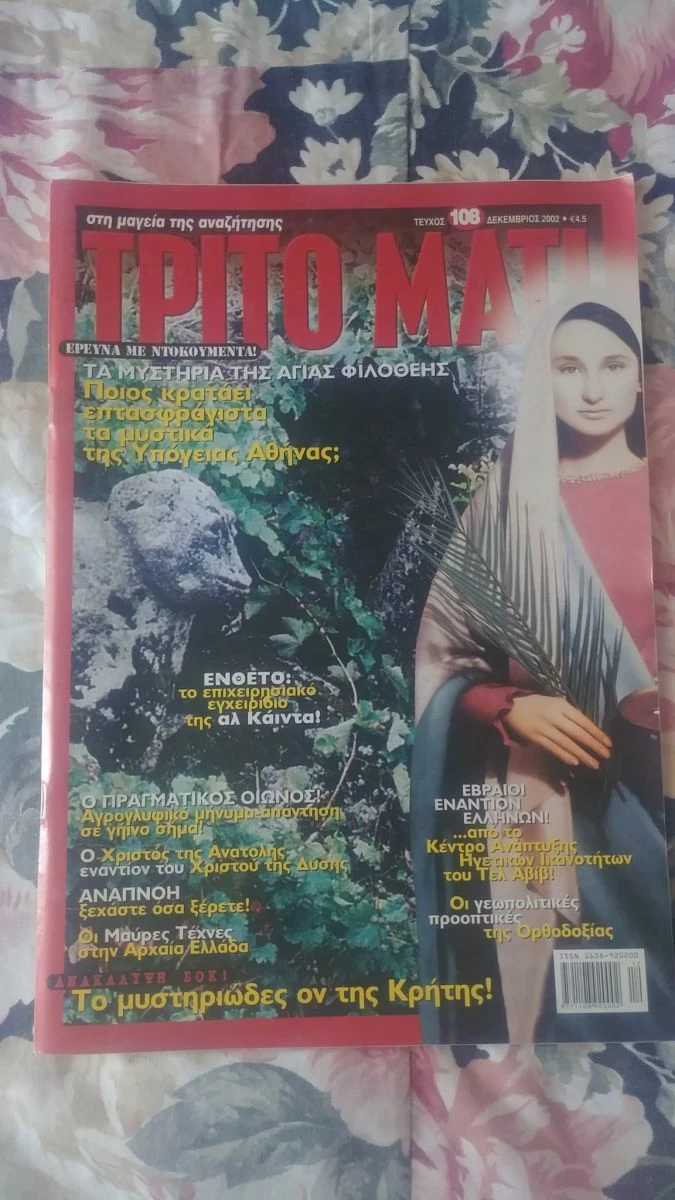 στη μαγεία της αναζήτησης
ΤΕΥΧΟΣ 108 ΔΕΚΕΜΒΡΙΟΣ 2002 • €4.5
ΤΡΙΤΟ ΜΑΤΙ
ΕΡΕΥΝΑ ΜΕ ΝΤΟΚΟΥΜΕΝΤΑ!
ΤΑ ΜΥΣΤΗΡΙΑ ΤΗΣ ΑΓΙΑΣ ΦΙΛΟΘΕΗΣ
Ποιος κρατάει
επτασφράγιστα
τα μυστικά
της Υπόγειας Αθήνας;
ΕΝΘΕΤΟ:
το επιχειρησιακό
εγχειρίδιο
της αλ Κάιντα!
Ο ΠΡΑΓΜΑΤΙΚΟΣ ΟΙΩΝΟΣ!
Αγρογλυφικό μήνυμα-απάντηση
σε γήινο σήμα!
Ο Χριστός της Ανατολής
εναντίον του Χριστού της Δύσης
ΑΝΑΠΝΟΗ
ξεχάστε όσα ξέρετε!
Οι Μαύρες Τέχνες
στην Αρχαία Ελλάδα
ΕΒΡΑΙΟΙ
ΕΝΑΝΤΙΟΝ
ΕΛΛΗΝΩΝ!
...από το
Κέντρο Ανάπτυξης
Ηγετικών Ικανοτήτων
του Τελ Αβίβ!
Οι γεωπολιτικές
προοπτικές
της Ορθοδοξίας
ΑΝΑΚΑΛΥΨΗ ΣΟΚ!
Το μυστηριώδες ον της Κρήτης!
ISSN 1108-920200
12